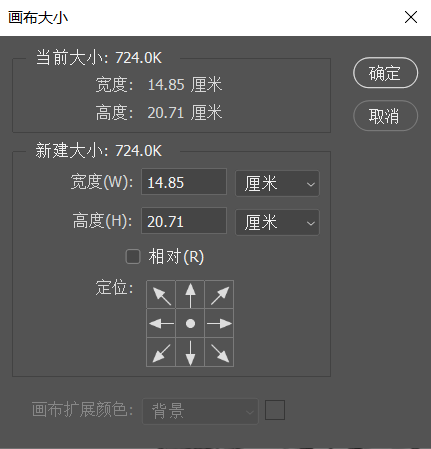 画布大小
当前大小: 724.0K
宽度: 14.85 厘米
高度: 20.71 厘米
确定
取消
新建大小: 724.0K
宽度(W): 14.85 厘米
高度(H): 20.71 厘米
相对(R)
定位:
画布扩展颜色: 背景